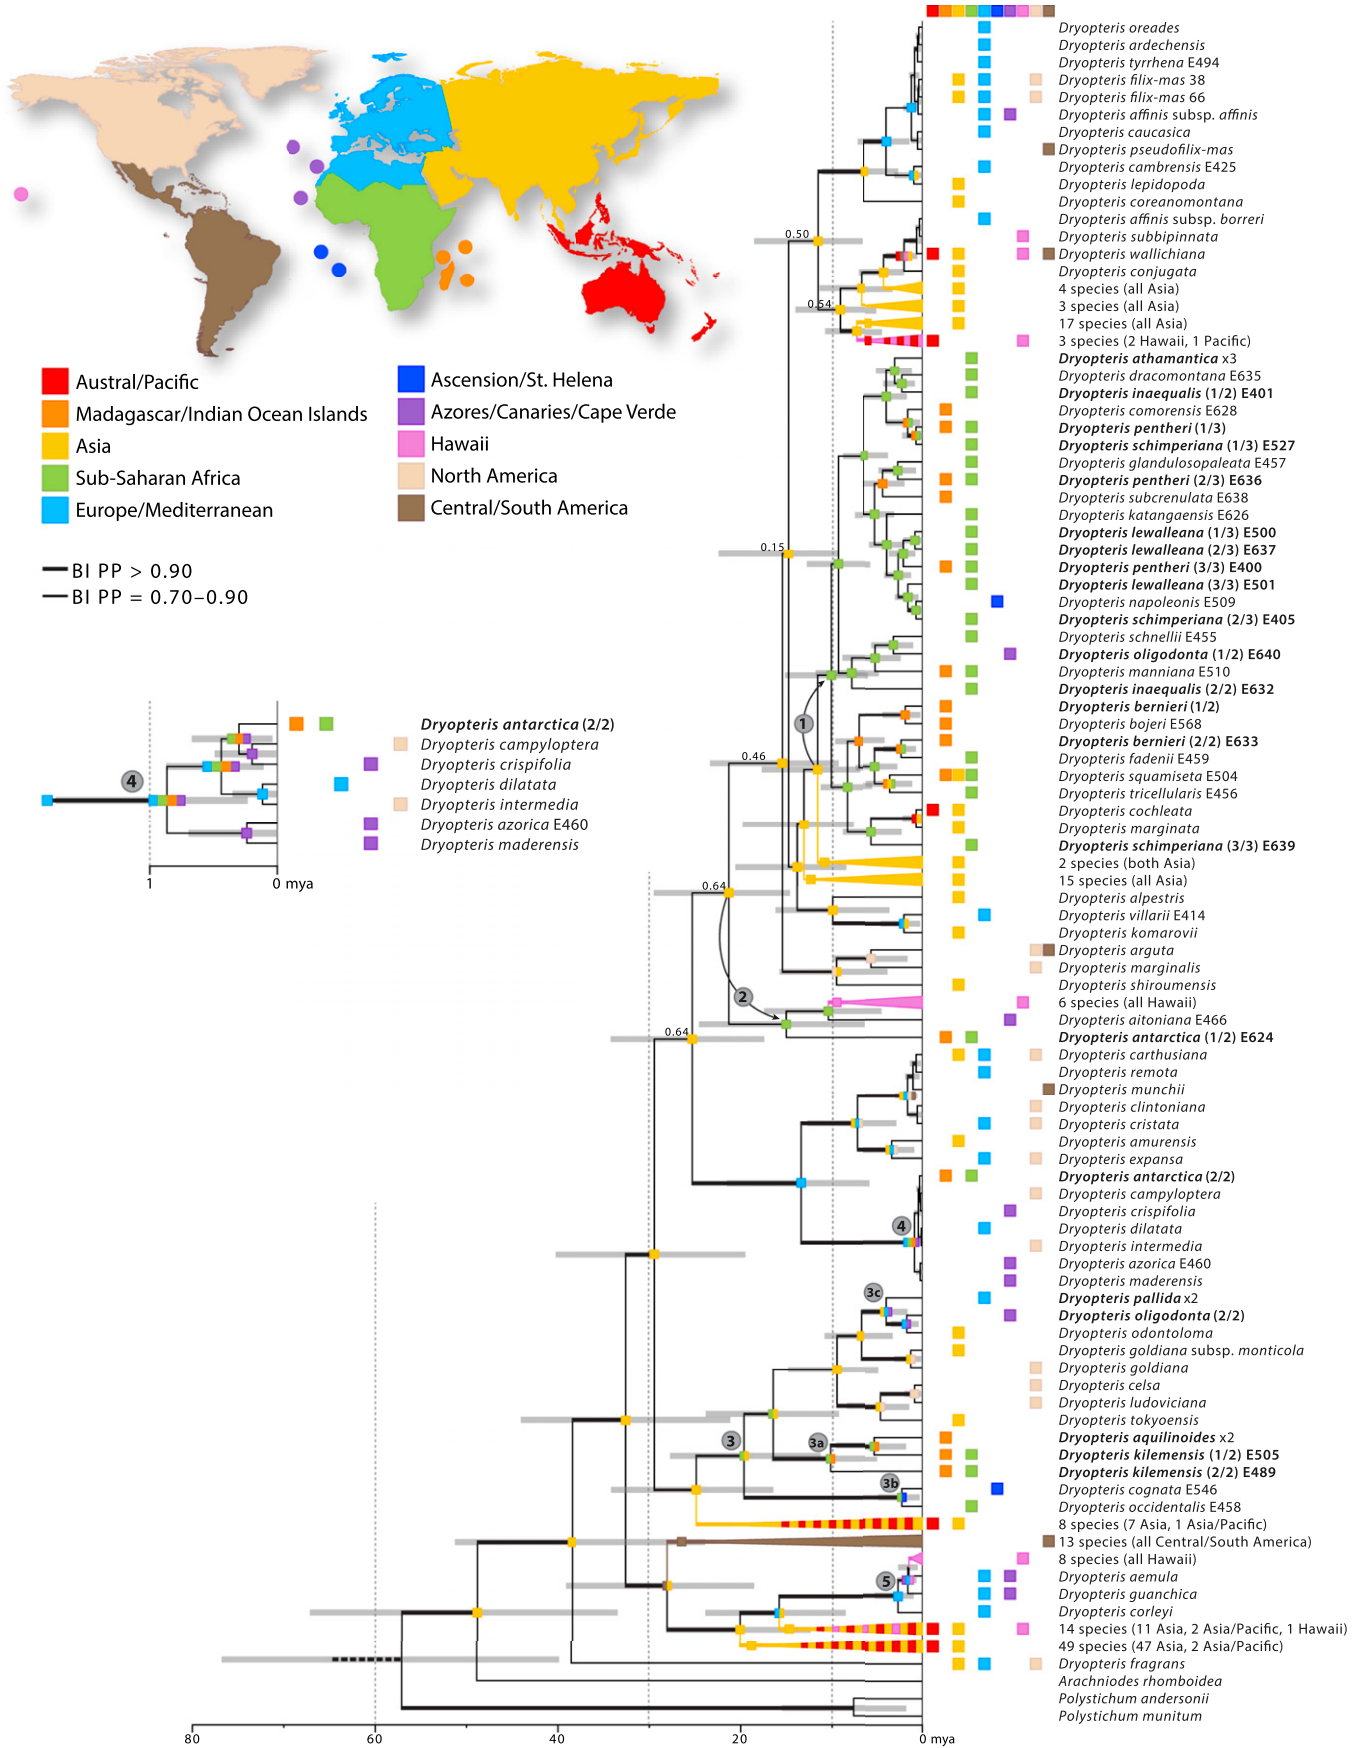 Austral/Pacific
Madagascar/Indian Ocean Islands
Asia
Sub-Saharan Africa
Europe/Mediterranean
Ascension/St. Helena
Azores/Canaries/Cape Verde
Hawaii
North America
Central/South America
BI PP > 0.90
BI PP = 0.70–0.90
4
Dryopteris antarctica (2/2)
Dryopteris campyloptera
Dryopteris crispifolia
Dryopteris dilatata
Dryopteris intermedia
Dryopteris azorica E460
Dryopteris maderensis
1 0 mya
0.50
0.54
0.15
1
0.46
0.64
2
0.64
4
3c
3
3a
3b
5
Dryopteris oreades
Dryopteris ardechensis
Dryopteris tyrrhena E494
Dryopteris filix-mas 38
Dryopteris filix-mas 66
Dryopteris affinis subsp. affinis
Dryopteris caucasica
Dryopteris pseudofilix-mas
Dryopteris cambrensis E425
Dryopteris lepidopoda
Dryopteris coreanomontana
Dryopteris affinis subsp. borreri
Dryopteris subbipinnata
Dryopteris wallichiana
Dryopteris conjugata
4 species (all Asia)
3 species (all Asia)
17 species (all Asia)
3 species (2 Hawaii, 1 Pacific)
Dryopteris athamantica x3
Dryopteris dracomontana E635
Dryopteris inaequalis (1/2) E401
Dryopteris comorensis E628
Dryopteris pentheri (1/3)
Dryopteris schimperiana (1/3) E527
Dryopteris glandulosopaleata E457
Dryopteris pentheri (2/3) E636
Dryopteris subcrenulata E638
Dryopteris katangaensis E626
Dryopteris lewalleana (1/3) E500
Dryopteris lewalleana (2/3) E637
Dryopteris pentheri (3/3) E400
Dryopteris lewalleana (3/3) E501
Dryopteris napoleonis E509
Dryopteris schimperiana (2/3) E405
Dryopteris schnellii E455
Dryopteris oligodonta (1/2) E640
Dryopteris manniana E510
Dryopteris inaequalis (2/2) E632
Dryopteris bernieri (1/2)
Dryopteris bojeri E568
Dryopteris bernieri (2/2) E633
Dryopteris fadenii E459
Dryopteris squamiseta E504
Dryopteris tricellularis E456
Dryopteris cochleata
Dryopteris marginata
Dryopteris schimperiana (3/3) E639
2 species (both Asia)
15 species (all Asia)
Dryopteris alpestris
Dryopteris villarii E414
Dryopteris komarovii
Dryopteris arguta
Dryopteris marginalis
Dryopteris shiroumensis
6 species (all Hawaii)
Dryopteris aitoniana E466
Dryopteris antarctica (1/2) E624
Dryopteris carthusiana
Dryopteris remota
Dryopteris munchii
Dryopteris clintoniana
Dryopteris cristata
Dryopteris amurensis
Dryopteris expansa
Dryopteris antarctica (2/2)
Dryopteris campyloptera
Dryopteris crispifolia
Dryopteris dilatata
Dryopteris intermedia
Dryopteris azorica E460
Dryopteris maderensis
Dryopteris pallida x2
Dryopteris oligodonta (2/2)
Dryopteris odontoloma
Dryopteris goldiana subsp. monticola
Dryopteris goldiana
Dryopteris celsa
Dryopteris ludoviciana
Dryopteris tokyoensis
Dryopteris aquilinoides x2
Dryopteris kilemensis (1/2) E505
Dryopteris kilemensis (2/2) E489
Dryopteris cognata E546
Dryopteris occidentalis E458
8 species (7 Asia, 1 Asia/Pacific)
13 species (all Central/South America)
8 species (all Hawaii)
Dryopteris aemula
Dryopteris guanchica
Dryopteris corleyi
14 species (11 Asia, 2 Asia/Pacific, 1 Hawaii)
49 species (47 Asia, 2 Asia/Pacific)
Dryopteris fragrans
Arachniodes rhomboidea
Polystichum andersonii
Polystichum munitum
80 60 40 20 0 mya